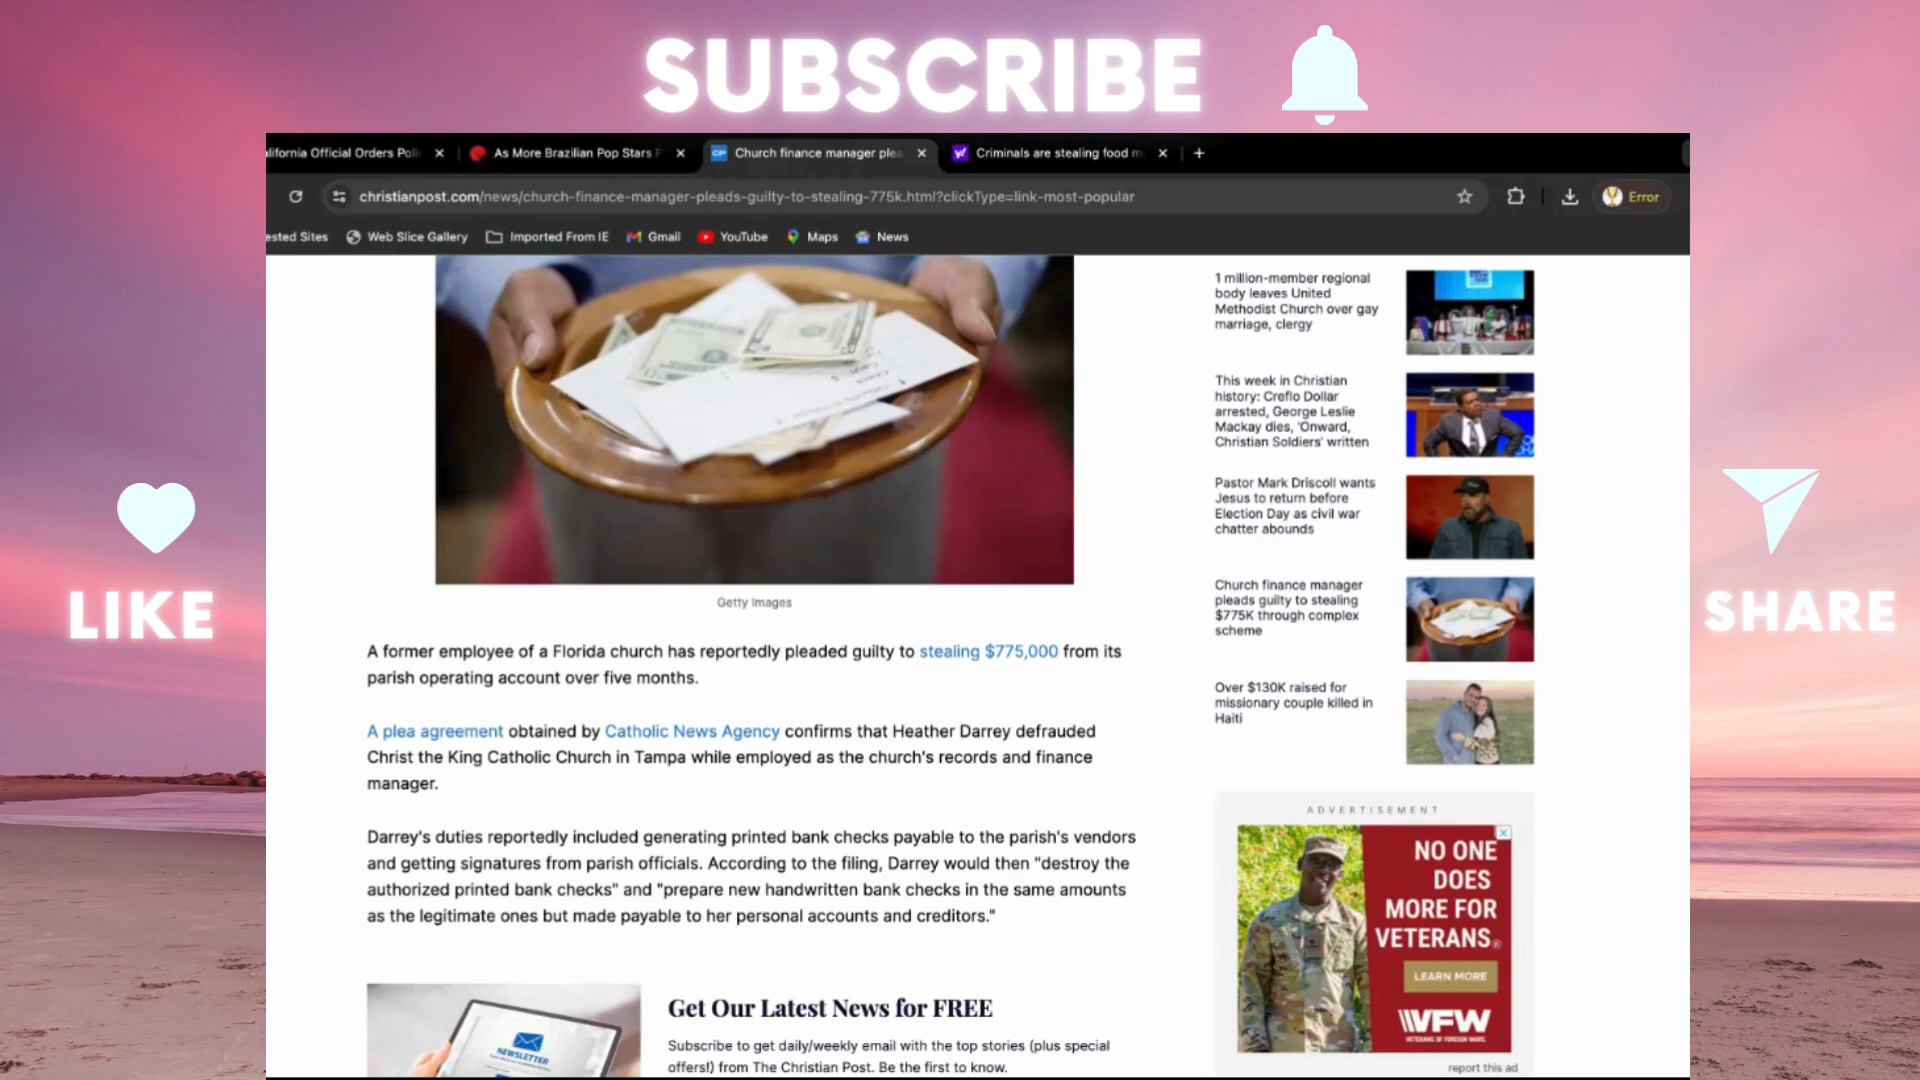 SUBSCRIBE
lifornia Official Orders Poli
As More Brazilian Pop Stars P
Church finance manager plea
Criminals are stealing food m
christianpost.com/news/church-finance-manager-pleads-guilty-to-stealing-775k.html?clickType=link-most-popular
Error
ested Sites
Web Slice Gallery
Imported From IE
Gmail
YouTube
Maps
News
LIKE
SHARE
Getty Images
A former employee of a Florida church has reportedly pleaded guilty to stealing $775,000 from its
parish operating account over five months.
A plea agreement obtained by Catholic News Agency confirms that Heather Darrey defrauded
Christ the King Catholic Church in Tampa while employed as the church's records and finance
manager.
Darrey's duties reportedly included generating printed bank checks payable to the parish's vendors
and getting signatures from parish officials. According to the filing, Darrey would then "destroy the
authorized printed bank checks" and "prepare new handwritten bank checks in the same amounts
as the legitimate ones but made payable to her personal accounts and creditors."
NEWSLETTER
Get Our Latest News for FREE
Subscribe to get daily/weekly email with the top stories (plus special
offers!) from The Christian Post. Be the first to know.
1 million-member regional
body leaves United
Methodist Church over gay
marriage, clergy
This week in Christian
history: Creflo Dollar
arrested, George Leslie
Mackay dies, 'Onward,
Christian Soldiers' written
Pastor Mark Driscoll wants
Jesus to return before
Election Day as civil war
chatter abounds
Church finance manager
pleads guilty to stealing
$775K through complex
scheme
Over $130K raised for
missionary couple killed in
Haiti
ADVERTISEMENT
NO ONE
DOES
MORE FOR
VETERANS®
LEARN MORE
VFW
VETERANS OF FOREIGN WARS.
report this ad